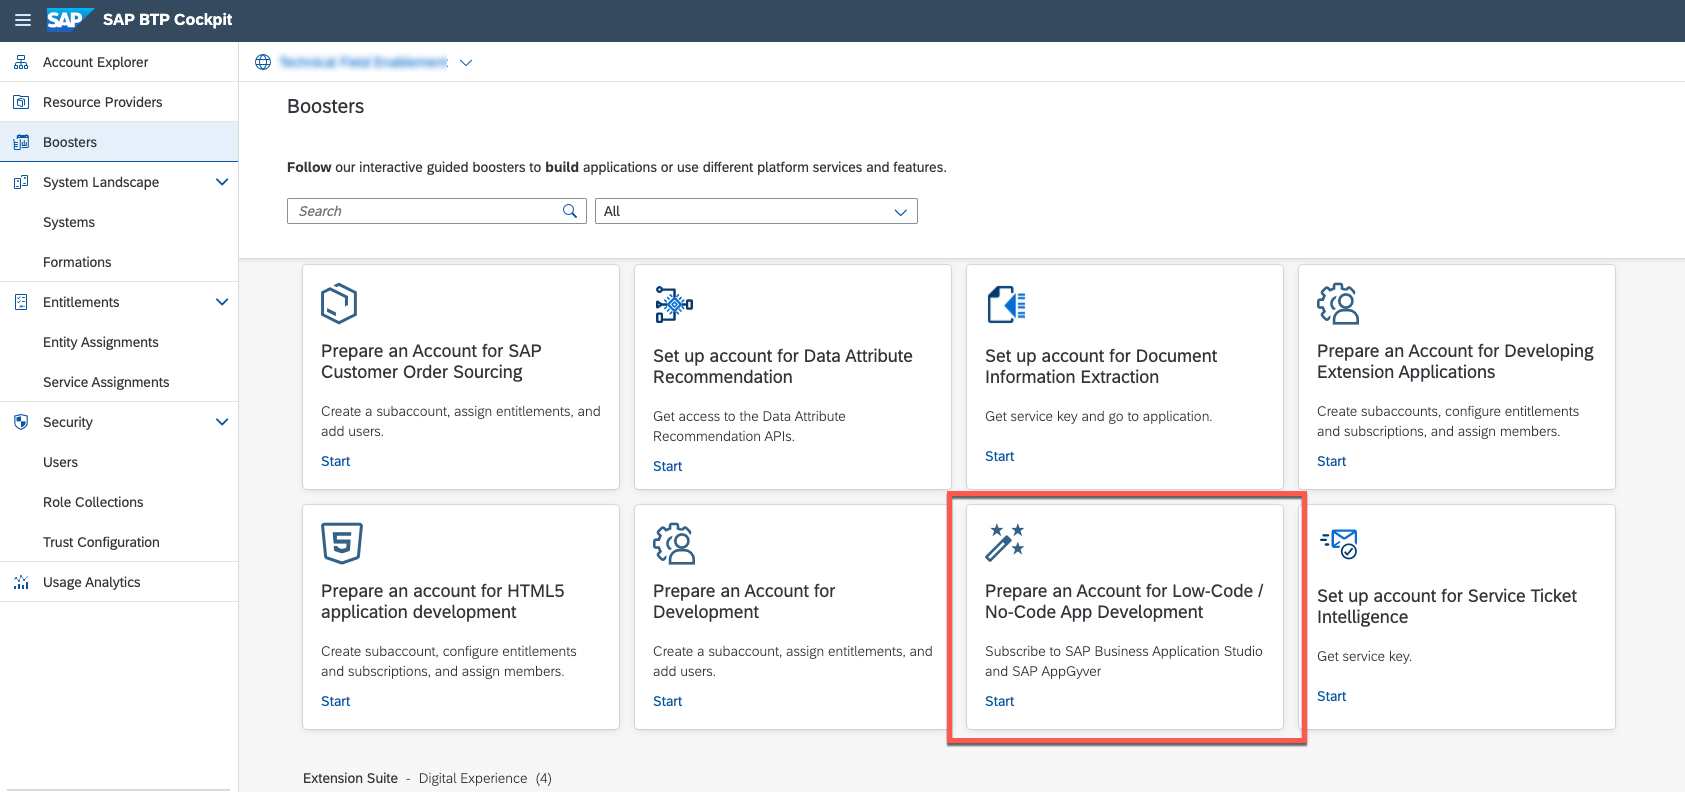 SAP SAP BTP Cockpit
Account Explorer
Resource Providers
Boosters
System Landscape
Systems
Formations
Entitlements
Entity Assignments
Service Assignments
Security
Users
Role Collections
Trust Configuration
Usage Analytics
Technical Field Enablement
Boosters
Follow our interactive guided boosters to build applications or use different platform services and features.
Search
All
Prepare an Account for SAP
Customer Order Sourcing
Create a subaccount, assign entitlements, and
add users.
Start
Set up account for Data Attribute
Recommendation
Get access to the Data Attribute
Recommendation APIs.
Start
Set up account for Document
Information Extraction
Get service key and go to application.
Start
Prepare an Account for Developing
Extension Applications
Create subaccounts, configure entitlements
and subscriptions, and assign members.
Start
5
Prepare an account for HTML5
application development
Create subaccount, configure entitlements
and subscriptions, and assign members.
Start
Prepare an Account for
Development
Create a subaccount, assign entitlements, and
add users.
Start
Prepare an Account for Low-Code /
No-Code App Development
Subscribe to SAP Business Application Studio
and SAP AppGyver
Start
Set up account for Service Ticket
Intelligence
Get service key.
Start
Extension Suite - Digital Experience (4)